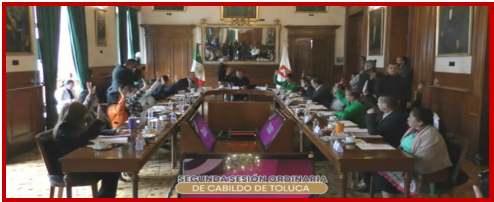 SEGUNDA SESIÓN ORDINARIA
DE CABILDO DE TOLUCA